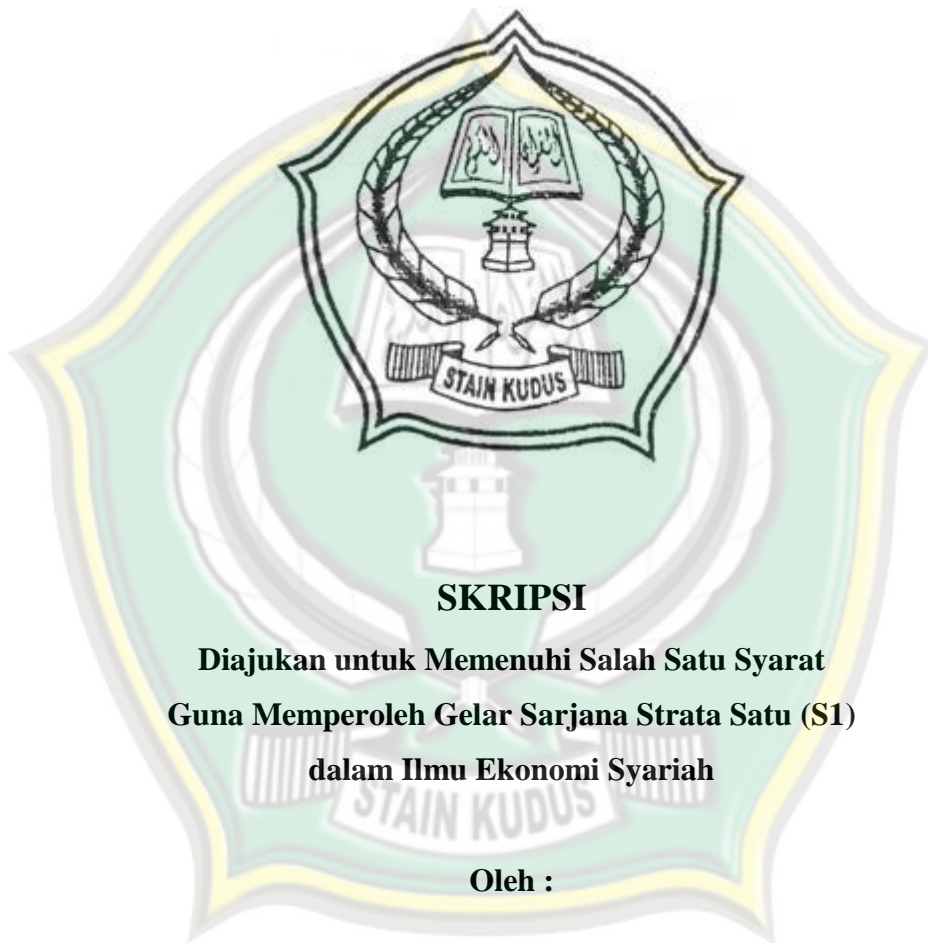 STAIN KUDUS
SKRIPSI
Diajukan untuk Memenuhi Salah Satu Syarat
Guna Memperoleh Gelar Sarjana Strata Satu (S1)
dalam Ilmu Ekonomi Syariah
STAIN KUDUS
Oleh :